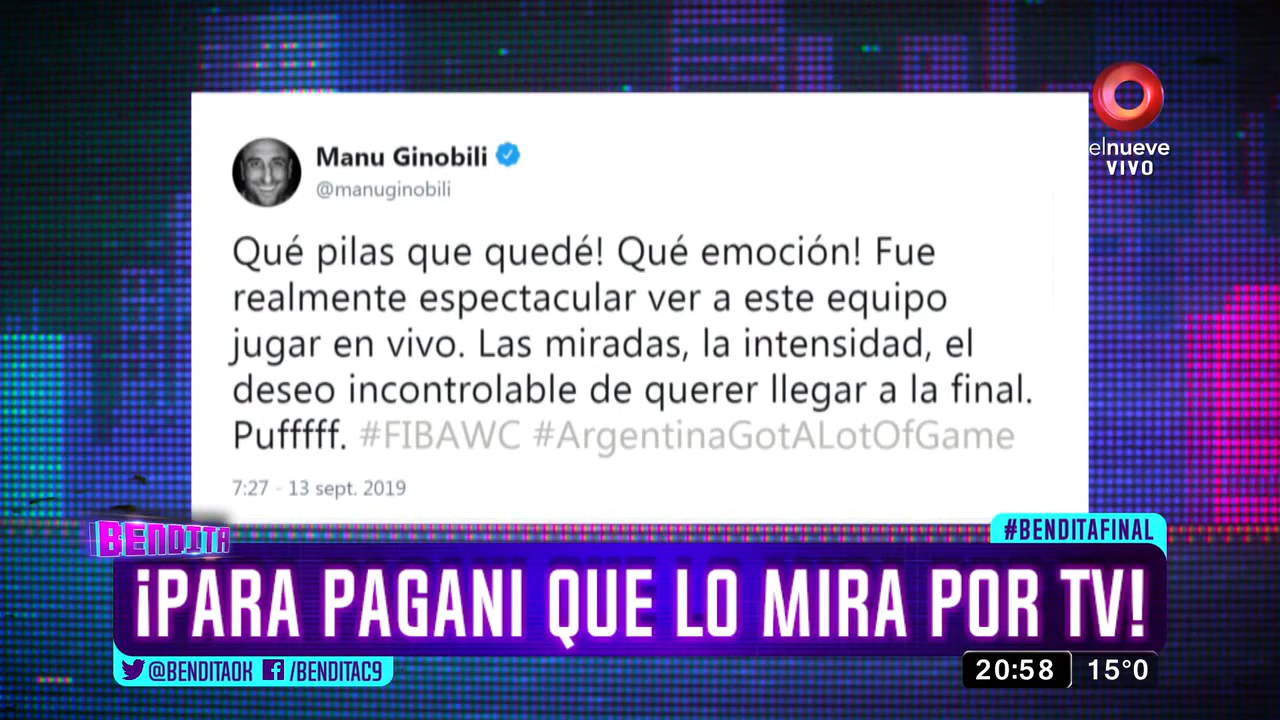 Manu Ginobili
@manuginobili
elnueve
VIVO
Qué pilas que quedé! Qué emoción! Fue
realmente espectacular ver a este equipo
jugar en vivo. Las miradas, la intensidad, el
deseo incontrolable de querer llegar a la final.
Pufffff. #FIBAWC #ArgentinaGotALotOfGame
7:27 - 13 sept. 2019
BENDITA
#BENDITAFINAL
¡PARA PAGANI QUE LO MIRA POR TV!
@BENDITAOK /BENDITAC9
20:58 15°0